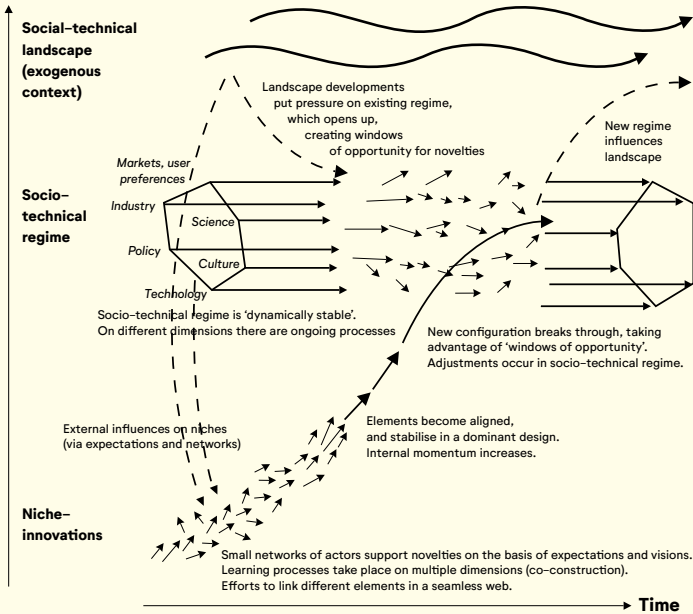 Social–technical
landscape
(exogenous
context)
Landscape developments
put pressure on existing regime,
which opens up,
creating windows
of opportunity for novelties
New regime
influences
landscape
Markets, user
preferences
Socio–
technical
regime
Industry
Science
Policy
Culture
Technology
Socio–technical regime is ‘dynamically stable’.
On different dimensions there are ongoing processes
New configuration breaks through, taking
advantage of ‘windows of opportunity’.
Adjustments occur in socio–technical regime.
External influences on niches
(via expectations and networks)
Elements become aligned,
and stabilise in a dominant design.
Internal momentum increases.
Niche–
innovations
Small networks of actors support novelties on the basis of expectations and visions.
Learning processes take place on multiple dimensions (co–construction).
Efforts to link different elements in a seamless web.
Time